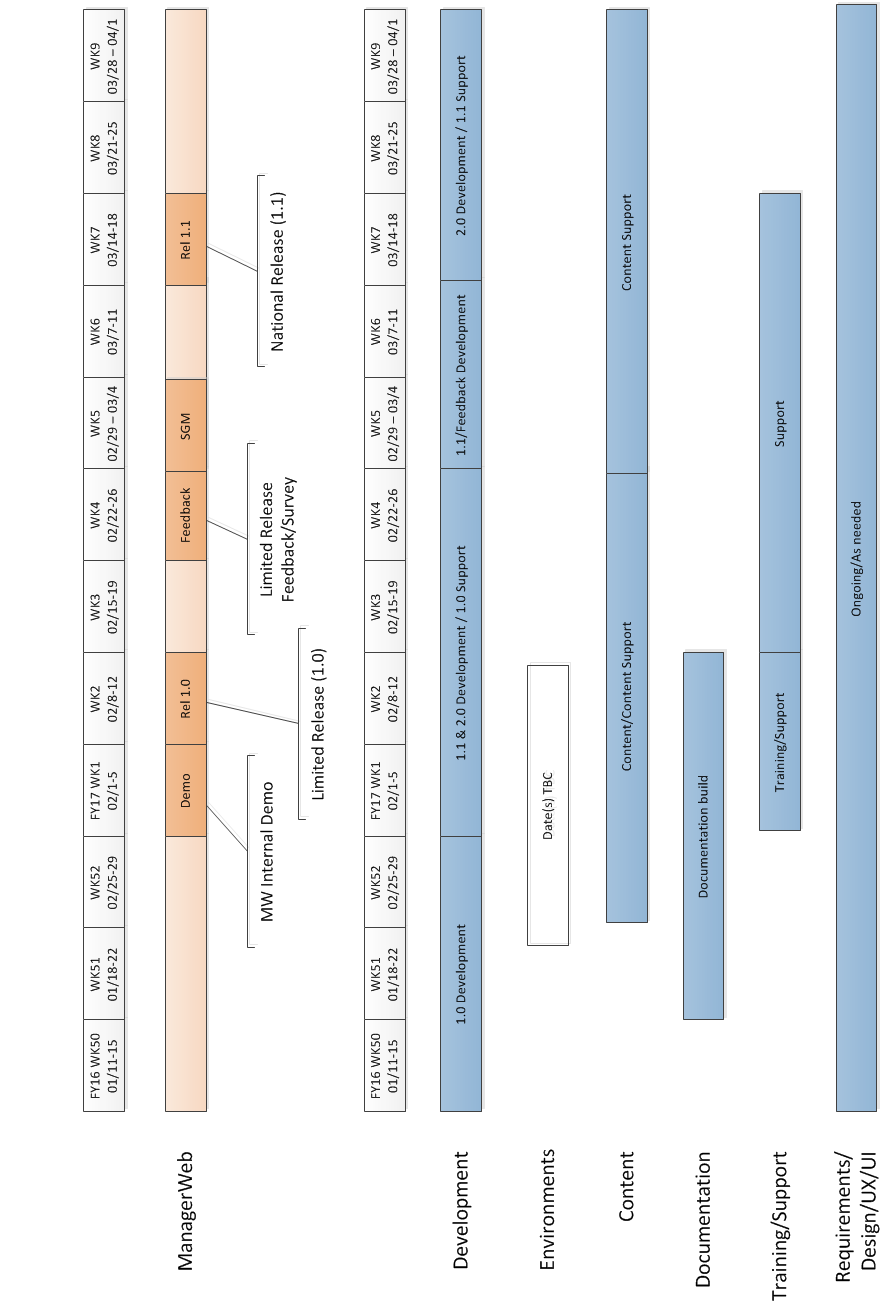 FY16 WK50
01/11-15
WK51
01/18-22
WK52
02/25-29
FY17 WK1
02/1-5
WK2
02/8-12
WK3
02/15-19
WK4
02/22-26
WK5
02/29 – 03/4
WK6
03/7-11
WK7
03/14-18
WK8
03/21-25
WK9
03/28 – 04/1
ManagerWeb
Demo
Rel 1.0
Feedback
SGM
Rel 1.1
MW Internal Demo
Limited Release (1.0)
Limited Release
Feedback/Survey
National Release (1.1)
FY16 WK50
01/11-15
WK51
01/18-22
WK52
02/25-29
FY17 WK1
02/1-5
WK2
02/8-12
WK3
02/15-19
WK4
02/22-26
WK5
02/29 – 03/4
WK6
03/7-11
WK7
03/14-18
WK8
03/21-25
WK9
03/28 – 04/1
Development
1.0 Development
1.1 & 2.0 Development / 1.0 Support
1.1/Feedback Development
2.0 Development / 1.1 Support
Environments
Date(s) TBC
Content
Content/Content Support
Content Support
Documentation
Documentation build
Training/Support
Training/Support
Support
Requirements/
Design/UX/UI
Ongoing/As needed